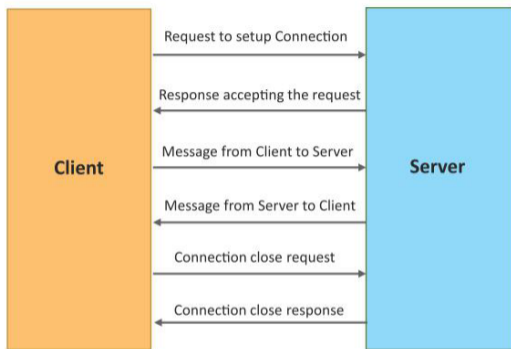 Request to setup Connection
Response accepting the request
Client
Message from Client to Server
Server
Message from Server to Client
Connection close request
Connection close response